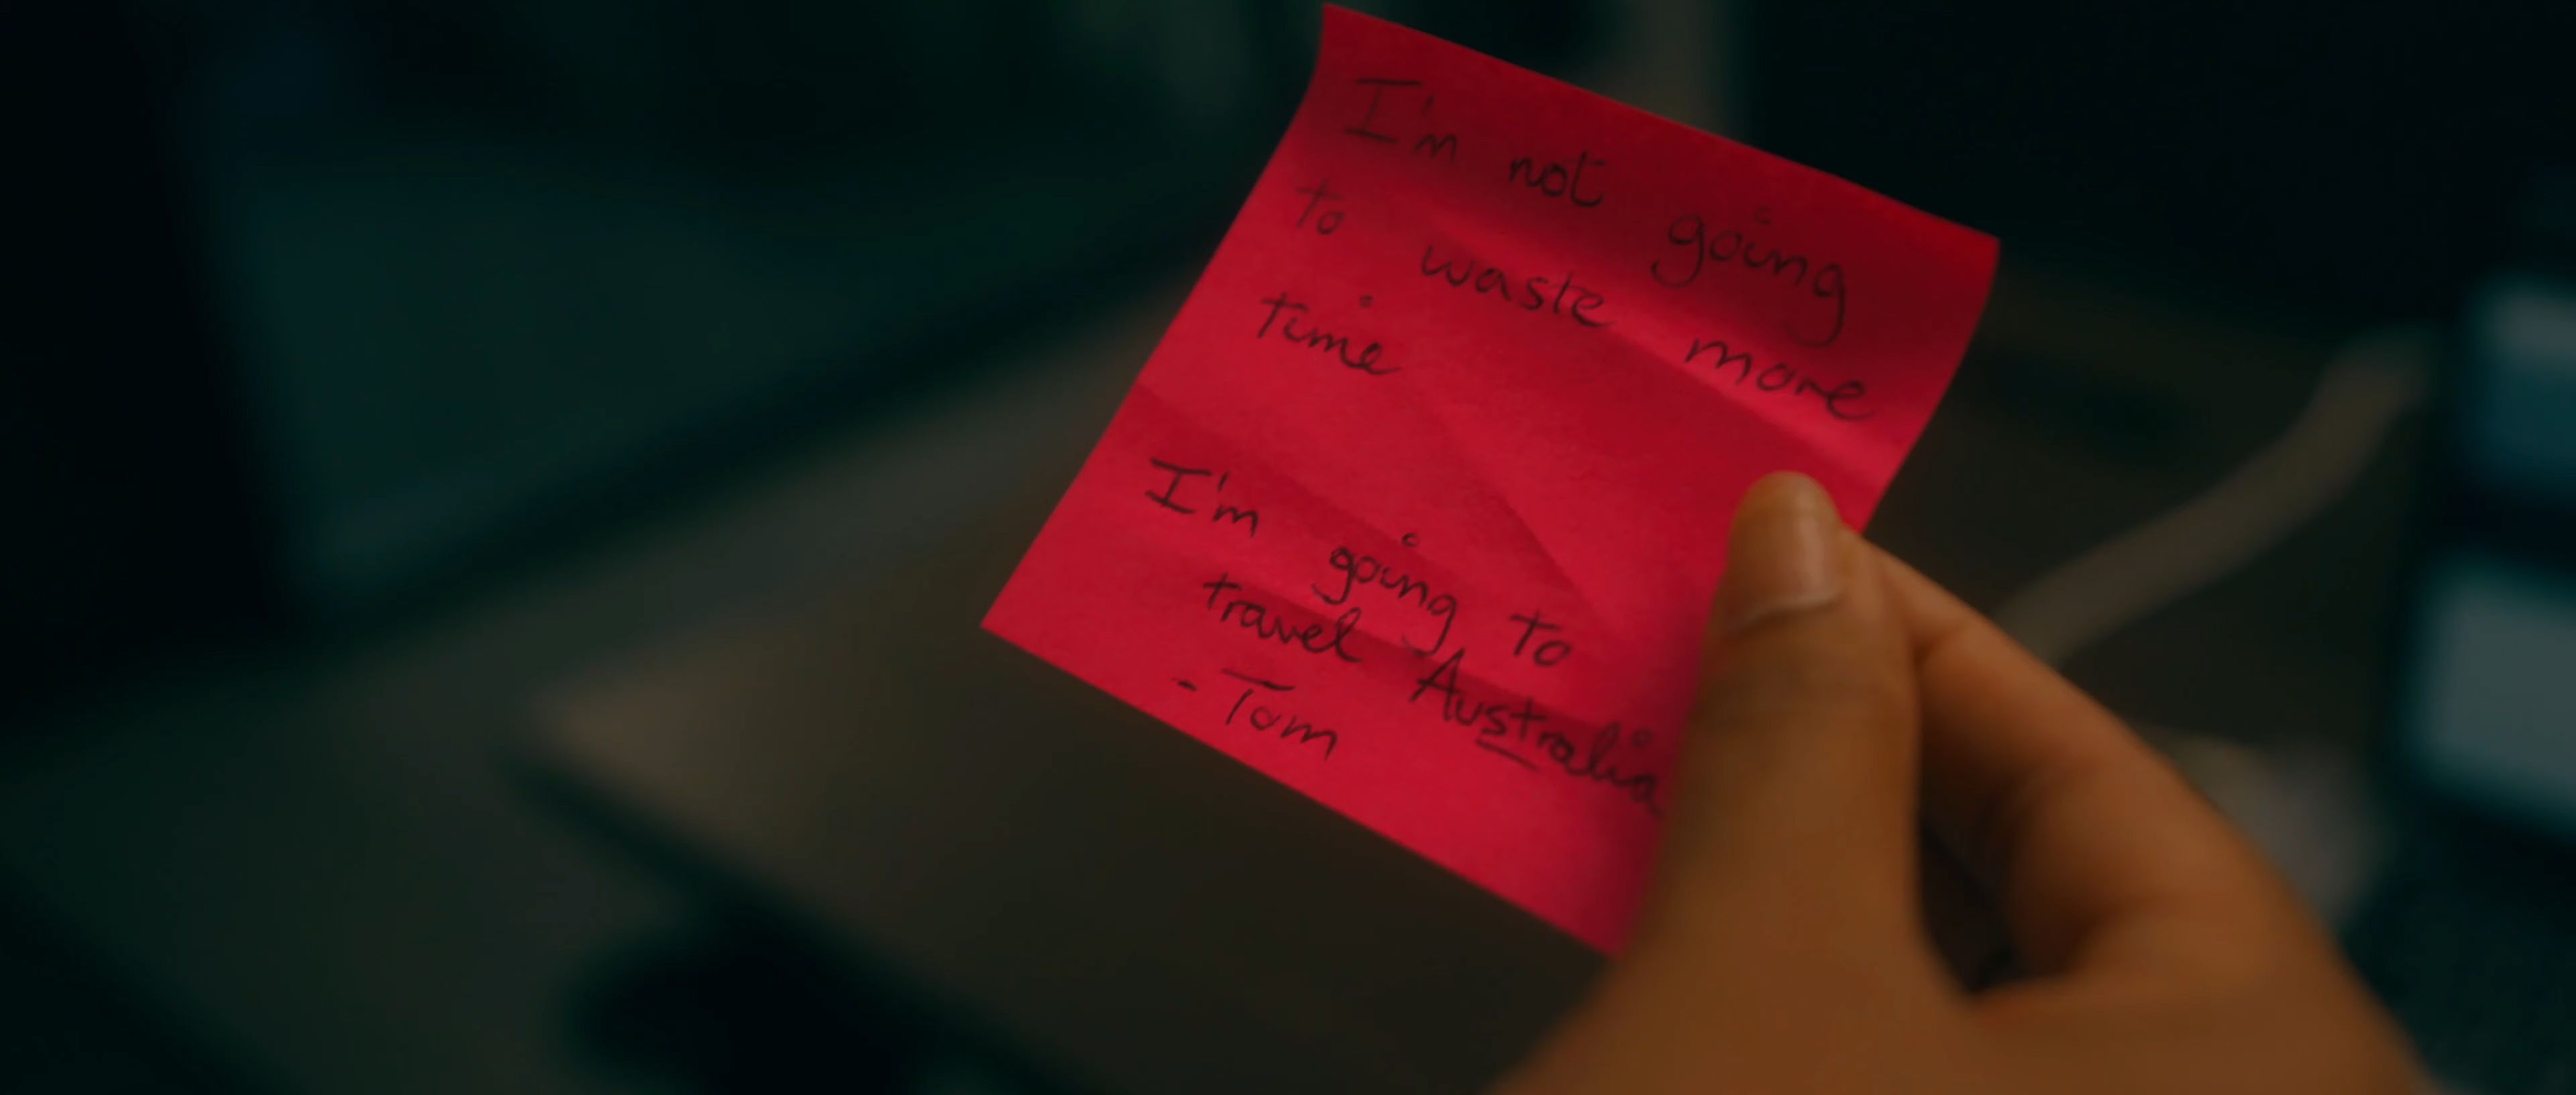 I'm not going
to waste more
time
I'm going to
travel Australia
- Tom